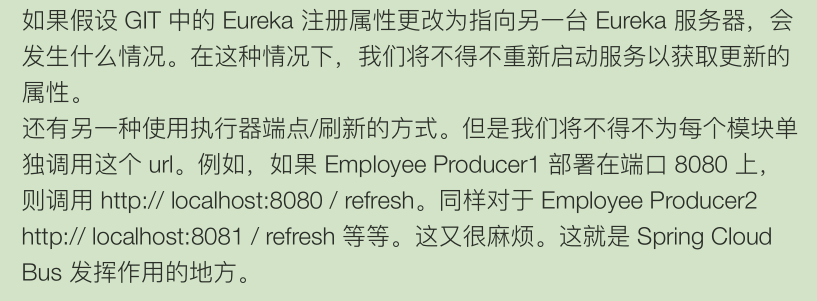 如果假设 GIT 中的 Eureka 注册属性更改为指向另一台 Eureka 服务器，会
发生什么情况。在这种情况下，我们将不得不重新启动服务以获取更新的
属性。
还有另一种使用执行器端点/刷新的方式。但是我们将不得不为每个模块单
独调用这个 url。例如，如果 Employee Producer1 部署在端口 8080 上，
则调用 http:// localhost:8080 / refresh。同样对于 Employee Producer2
http:// localhost:8081 / refresh 等等。这又很麻烦。这就是 Spring Cloud
Bus 发挥作用的地方。